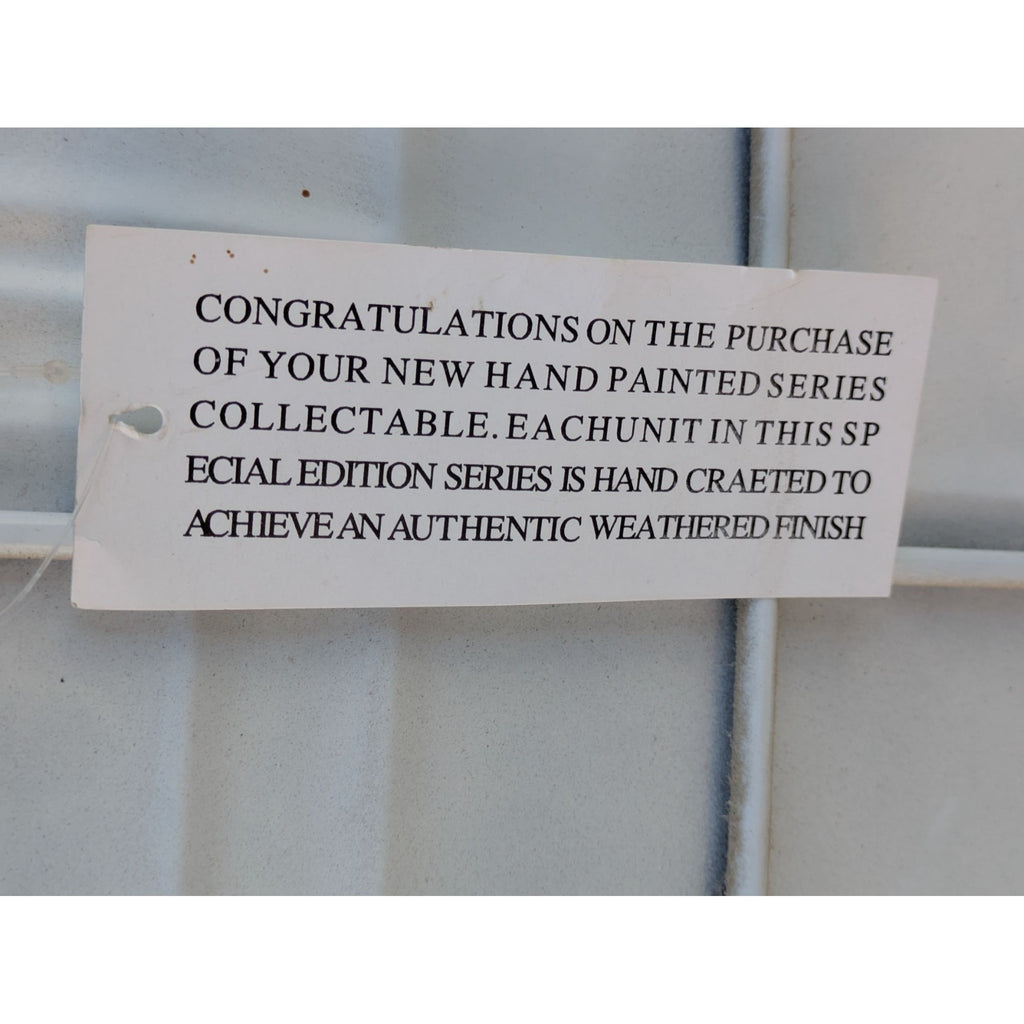 CONGRATULATIONS ON THE PURCHASE
OF YOUR NEW HAND PAINTED SERIES
COLLECTABLE. EACHUNIT IN THIS SP
ECIAL EDITION SERIES IS HAND CRAETED TO
ACHIEVE AN AUTHENTIC WEATHERED FINISH